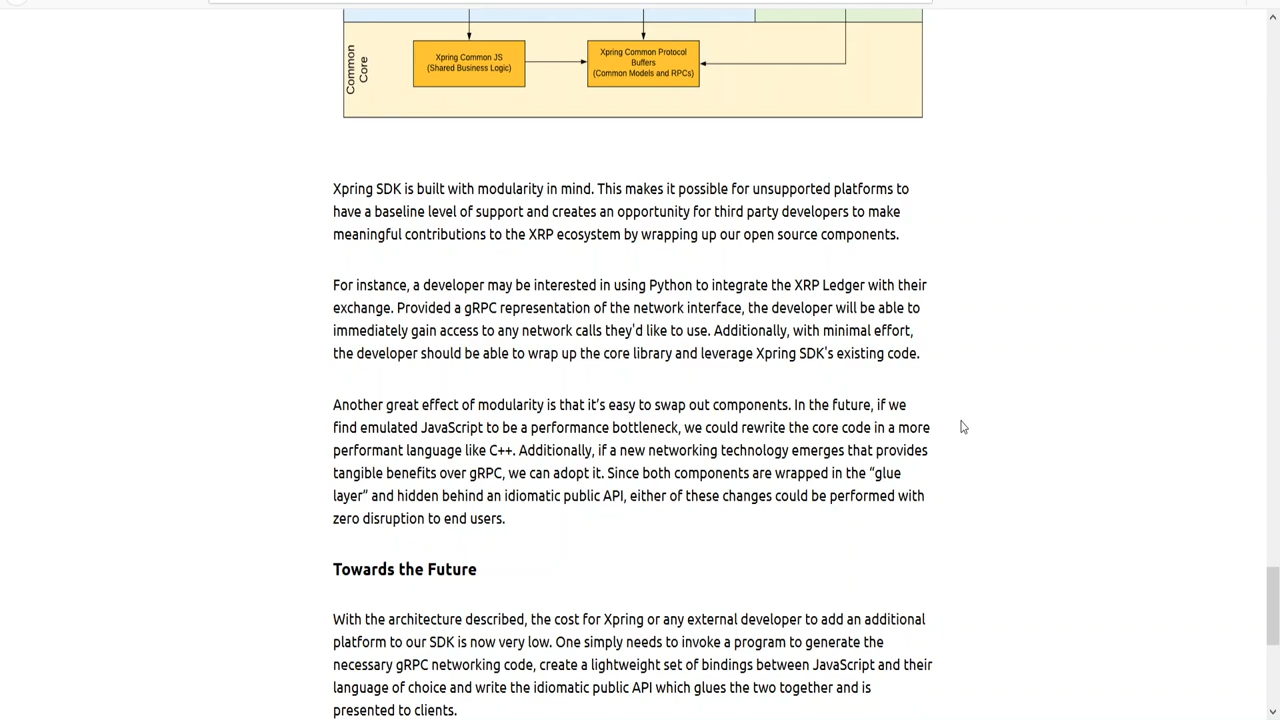 Common
Core
Xpring Common JS
(Shared Business Logic)
Xpring Common Protocol
Buffers
(Common Models and RPCs)
Xpring SDK is built with modularity in mind. This makes it possible for unsupported platforms to
have a baseline level of support and creates an opportunity for third party developers to make
meaningful contributions to the XRP ecosystem by wrapping up our open source components.
For instance, a developer may be interested in using Python to integrate the XRP Ledger with their
exchange. Provided a gRPC representation of the network interface, the developer will be able to
immediately gain access to any network calls they'd like to use. Additionally, with minimal effort,
the developer should be able to wrap up the core library and leverage Xpring SDK's existing code.
Another great effect of modularity is that it’s easy to swap out components. In the future, if we
find emulated JavaScript to be a performance bottleneck, we could rewrite the core code in a more
performant language like C++. Additionally, if a new networking technology emerges that provides
tangible benefits over gRPC, we can adopt it. Since both components are wrapped in the “glue
layer” and hidden behind an idiomatic public API, either of these changes could be performed with
zero disruption to end users.
Towards the Future
With the architecture described, the cost for Xpring or any external developer to add an additional
platform to our SDK is now very low. One simply needs to invoke a program to generate the
necessary gRPC networking code, create a lightweight set of bindings between JavaScript and their
language of choice and write the idiomatic public API which glues the two together and is
presented to clients.